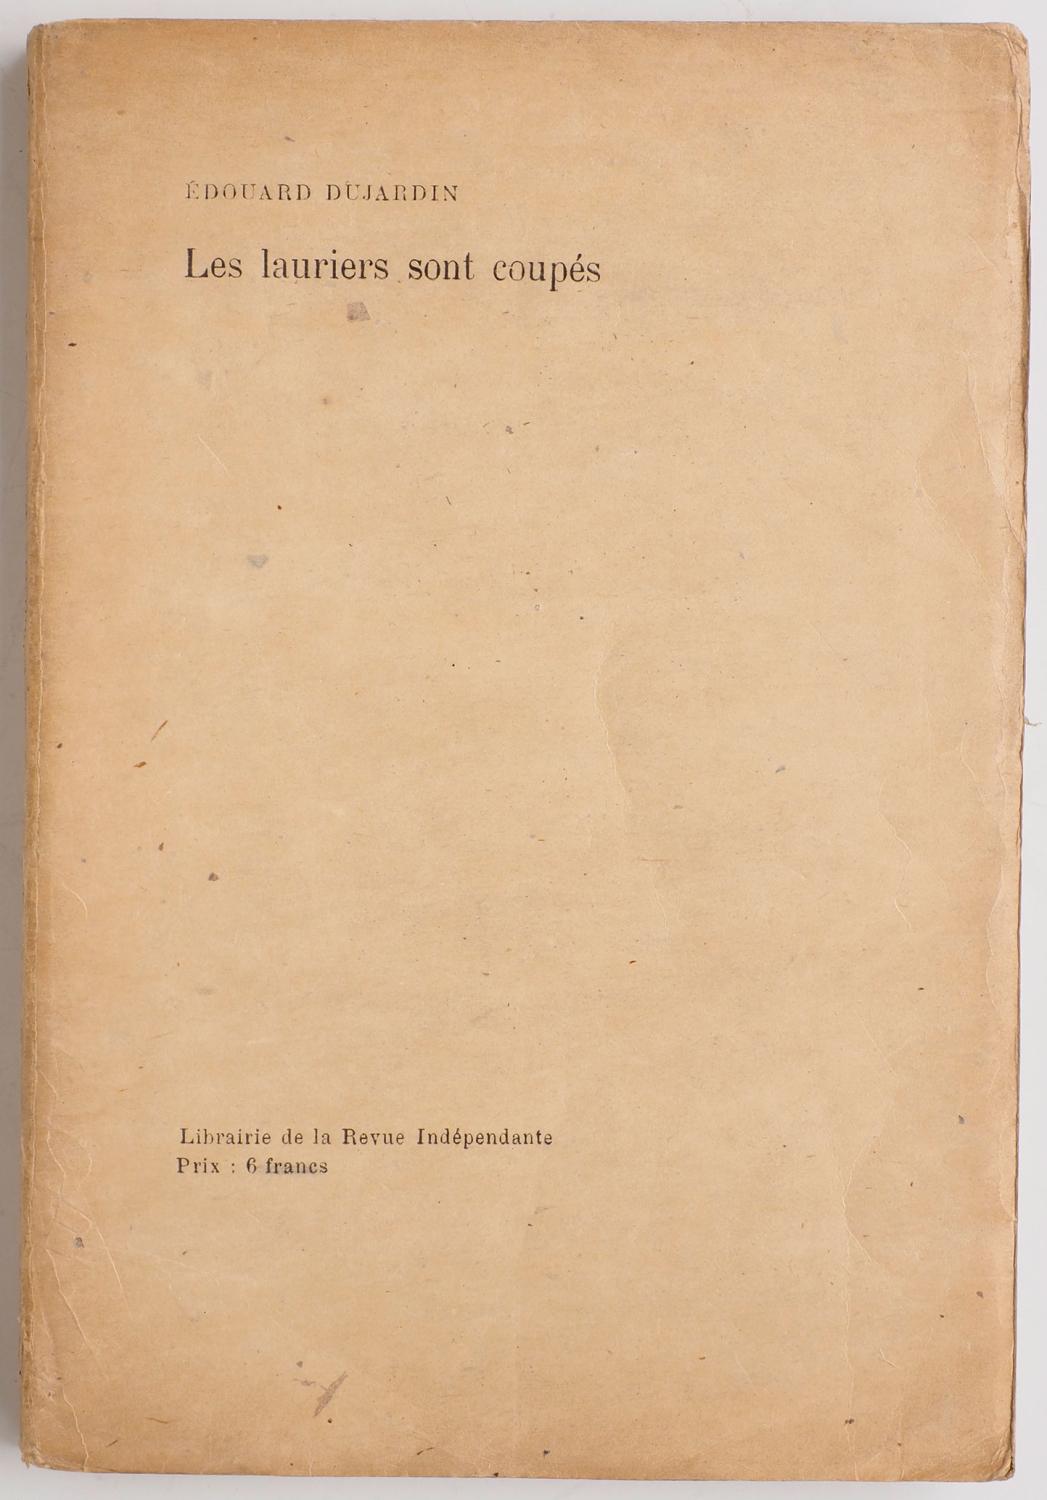 ÉDOUARD DUJARDIN
Les lauriers sont coupés
Librairie de la Revue Indépendante
Prix : 6 francs